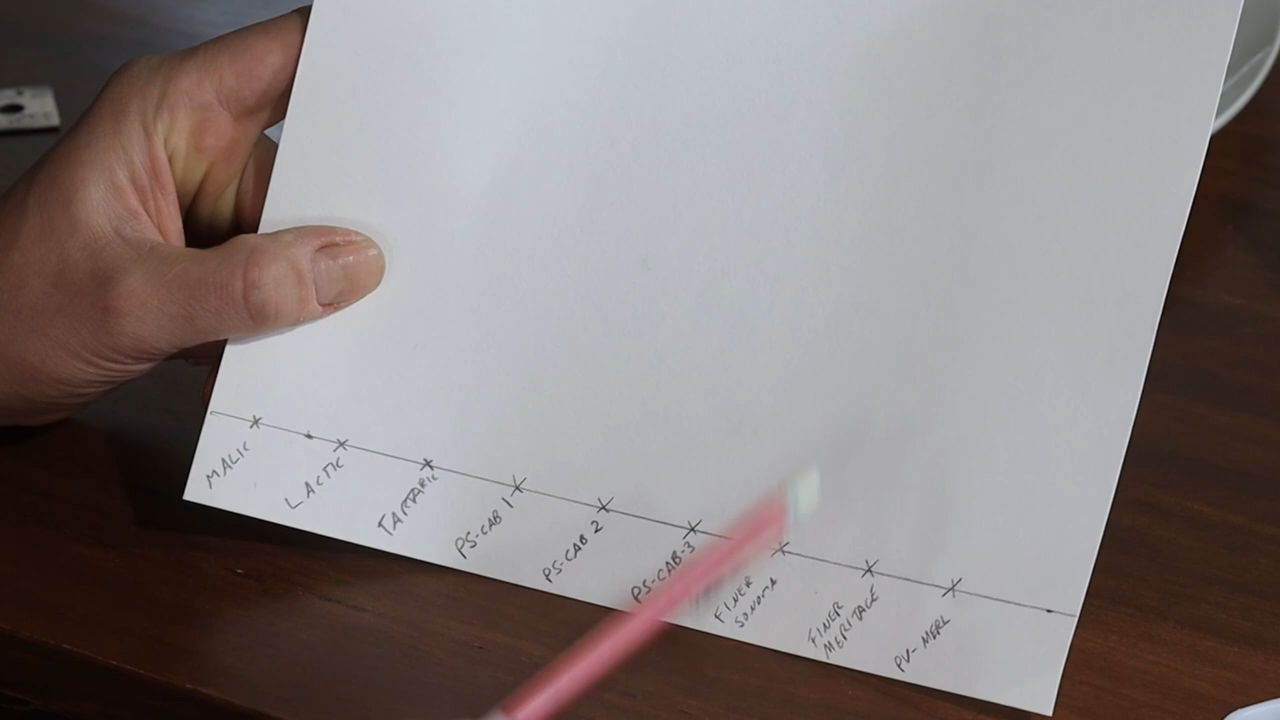 MALIC
LACTIC
TARTARIC
PS-CAB 1
PS-CAB 2
PS-CAB-3
FINER
SONOMA
FINER
MERITAGE
PV-MERL